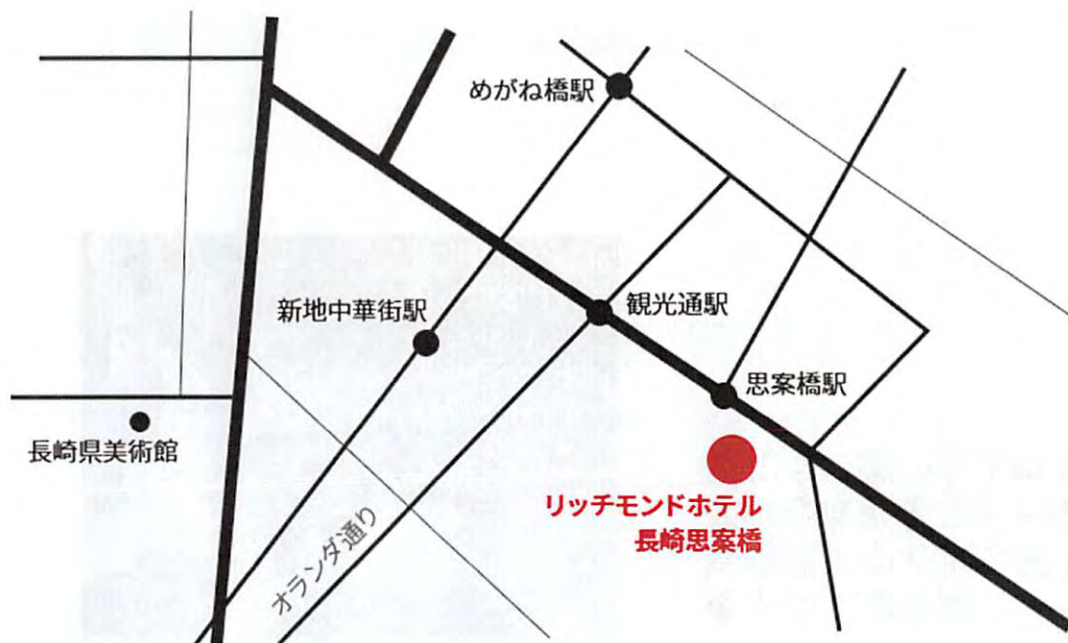 めがね橋駅
新地中華街駅
観光通駅
思案橋駅
長崎県美術館
リッチモンドホテル
長崎思案橋
オランダ通り